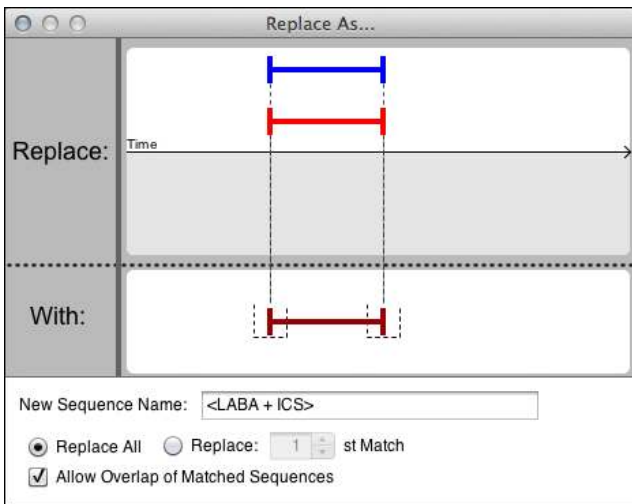 Replace As...
Replace:
Time
With:
New Sequence Name: <LABA + ICS>
Replace All Replace: 1 st Match
Allow Overlap of Matched Sequences